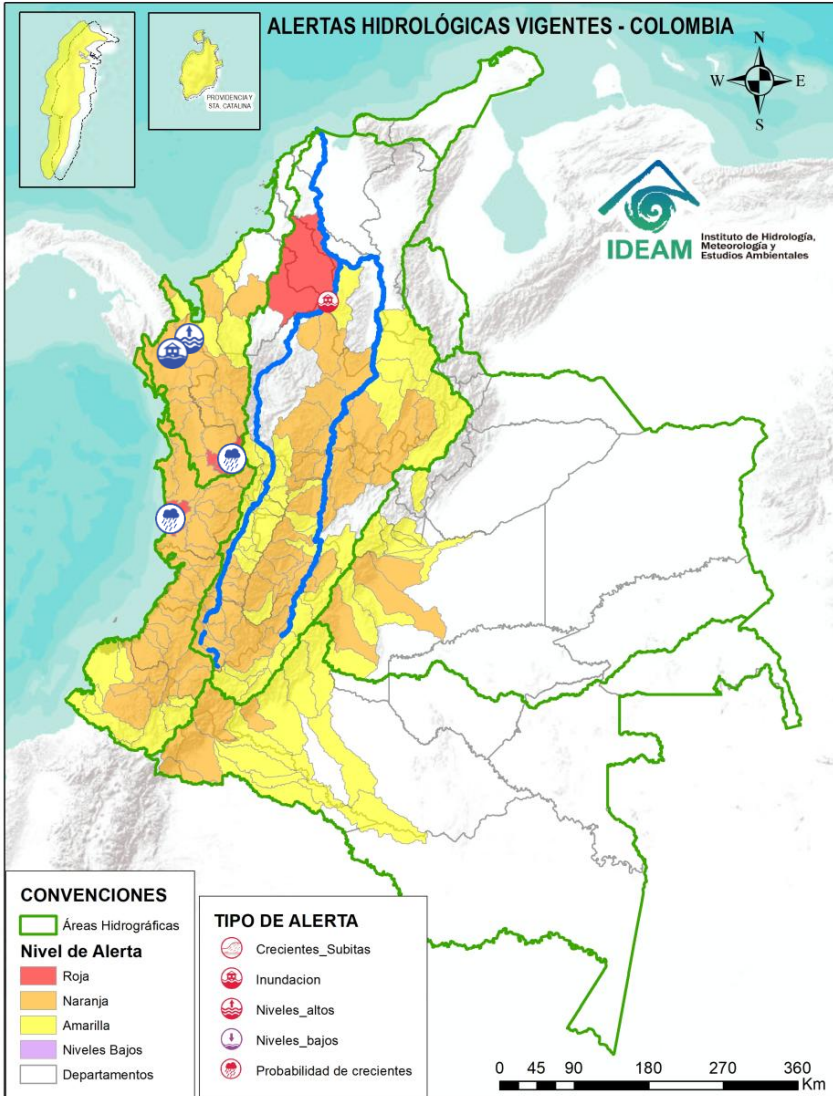 ALERTAS HIDROLÓGICAS VIGENTES - COLOMBIA
PROVIDENCIA Y
STA. CATALINA
N
W
E
S
IDEAM
Instituto de Hidrología,
Meteorología y
Estudios Ambientales
CONVENCIONES
Áreas Hidrográficas
Nivel de Alerta
Roja
Naranja
Amarilla
Niveles Bajos
Departamentos
TIPO DE ALERTA
Crecientes_Subitas
Inundacion
Niveles_altos
Niveles_bajos
Probabilidad de crecientes
0 45 90 180 270 360
Km